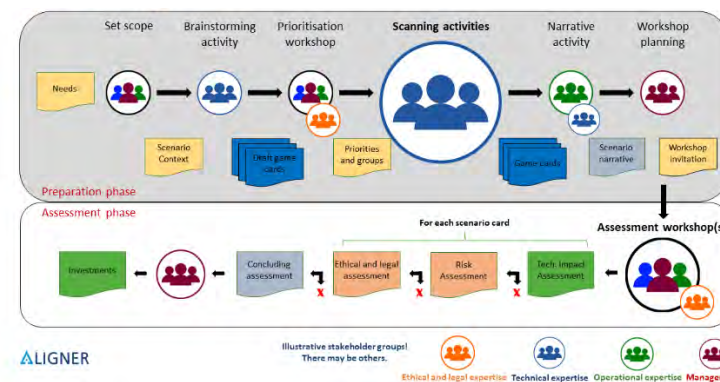 Set scope
Brainstorming
activity
Prioritisation
workshop
Scanning activities
Narrative
activity
Workshop
planning
Needs
Scenario
Context
Draft game
cards
Priorities
and groups
Game cards
Scenario
narrative
Workshop
invitation
Preparation phase
Assessment phase
For each scenario card
Assessment workshop(s
Investments
Concluding
assessment
Ethical and legal
assessment
Risk
Assessment
Tech. Impact
Assessment
X
X
X
Illustrative stakeholder groups!
There may be others.
ALIGNER
Ethical and legal expertise
Technical expertise
Operational expertise
Manage